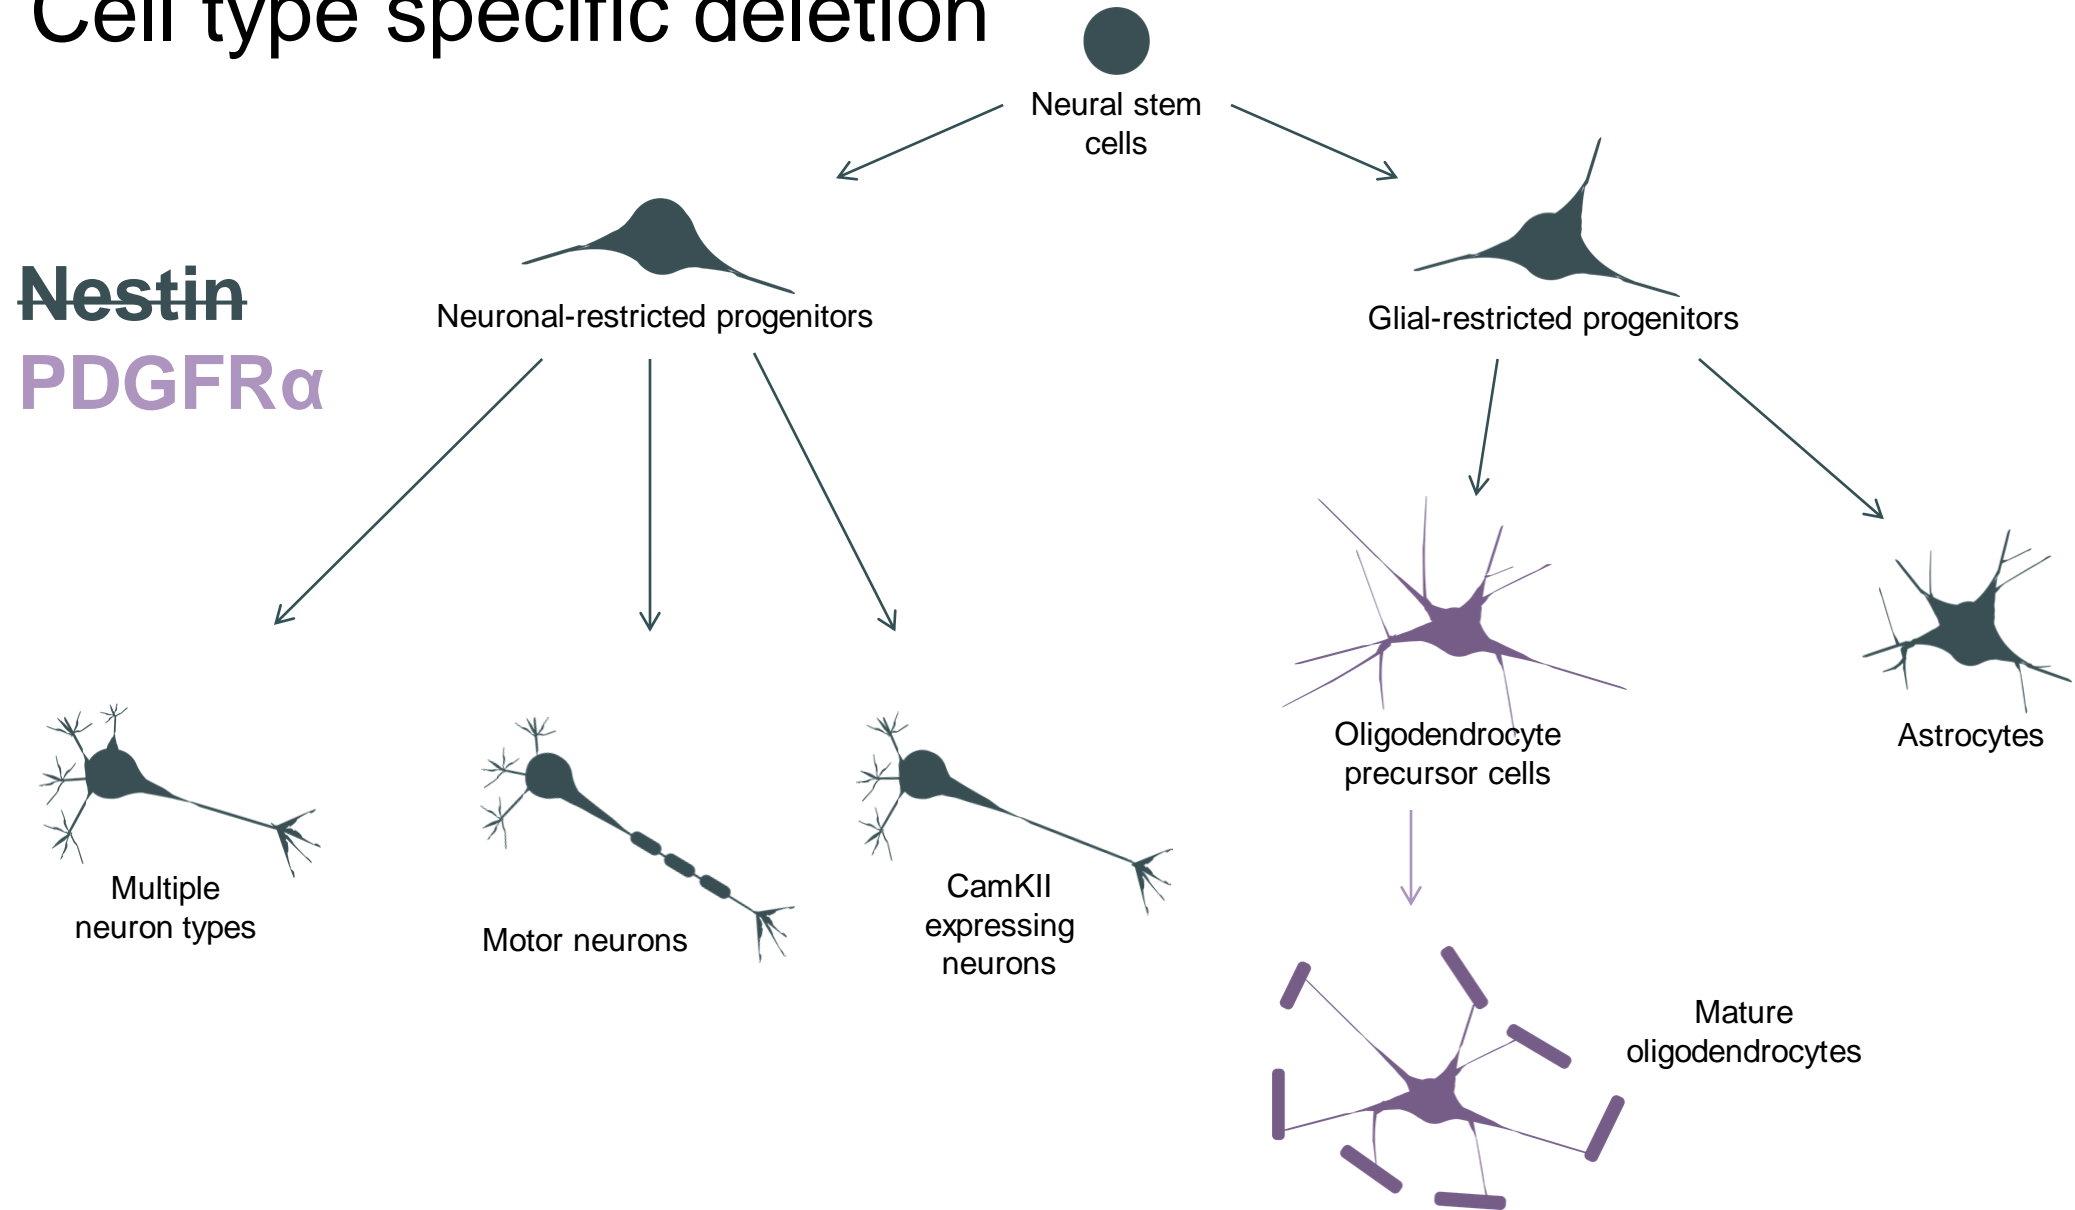 Cell type specific deletion
Neural stem
cells
Nestin
PDGFRα
Neuronal-restricted progenitors
Glial-restricted progenitors
Oligodendrocyte
precursor cells
Astrocytes
Multiple
neuron types
Motor neurons
CamKII
expressing
neurons
Mature
oligodendrocytes